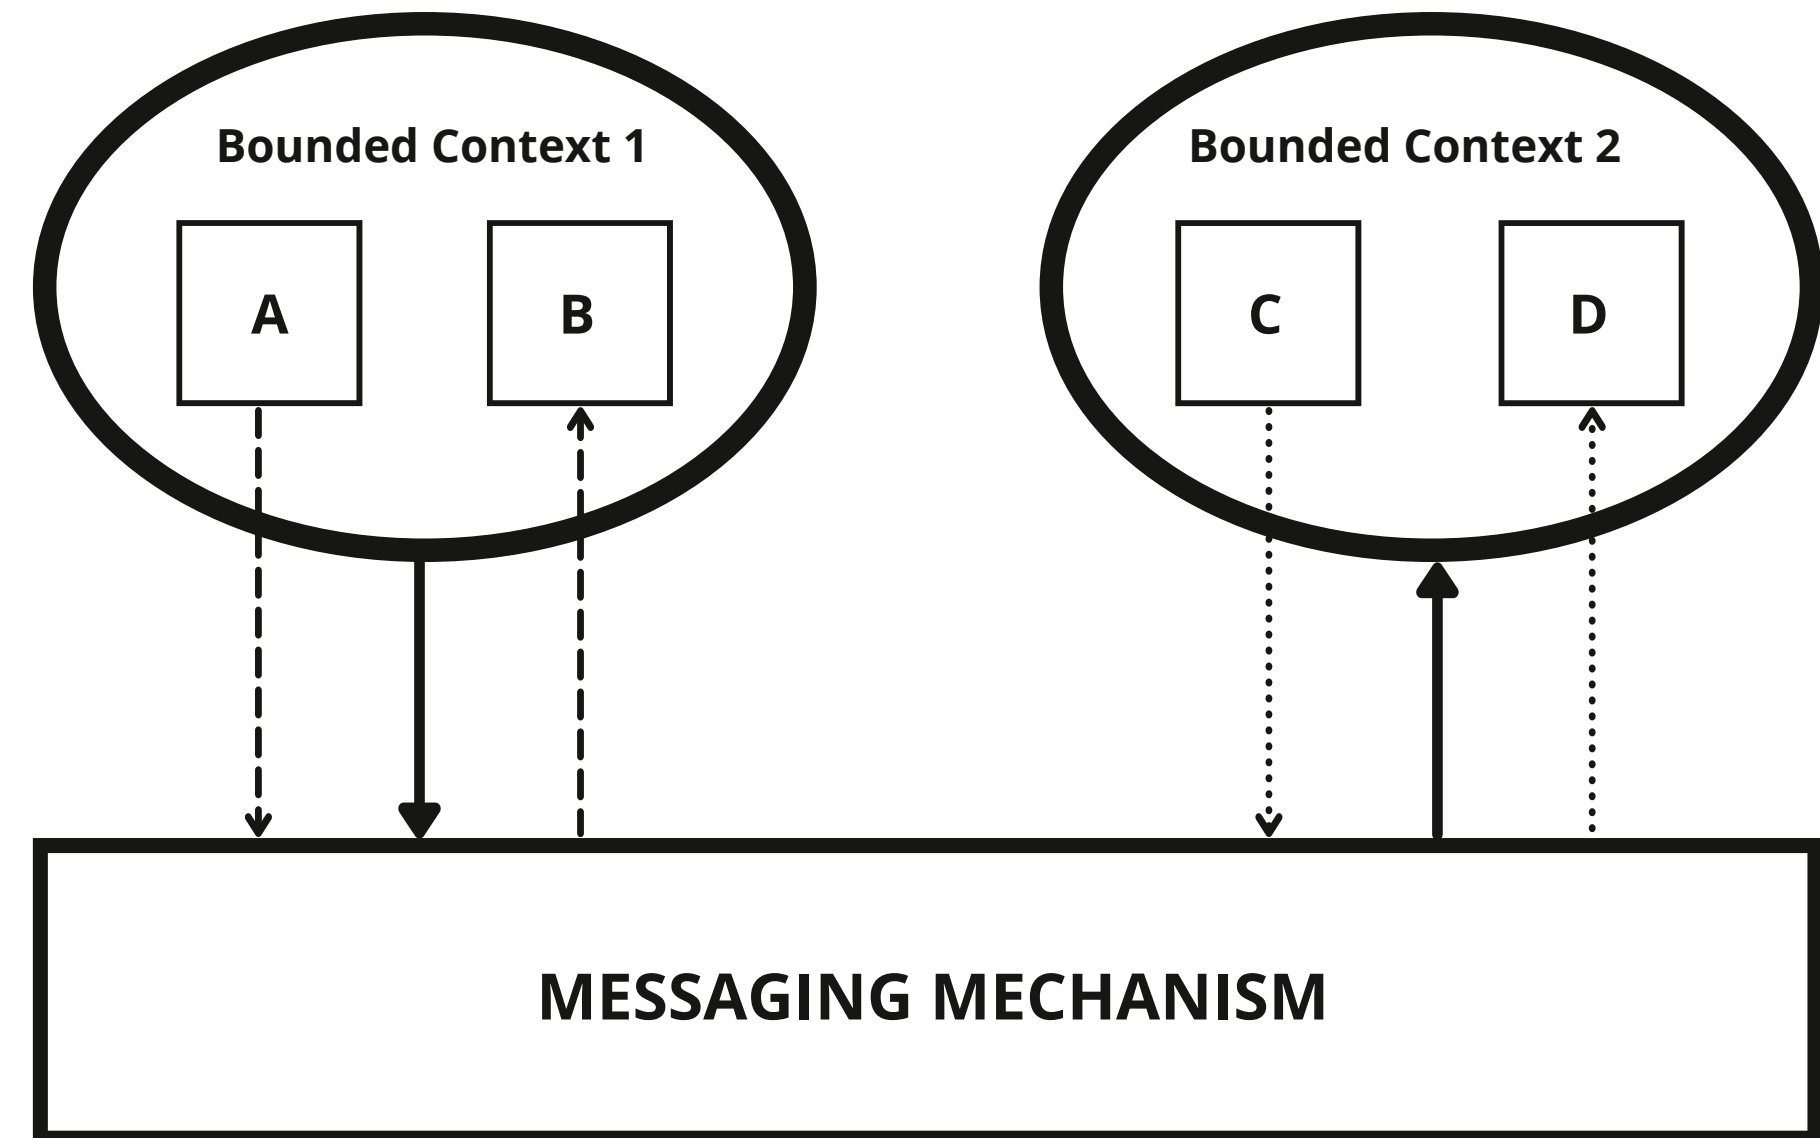 Bounded Context 1
Bounded Context 2
A
B
C
D
MESSAGING MECHANISM